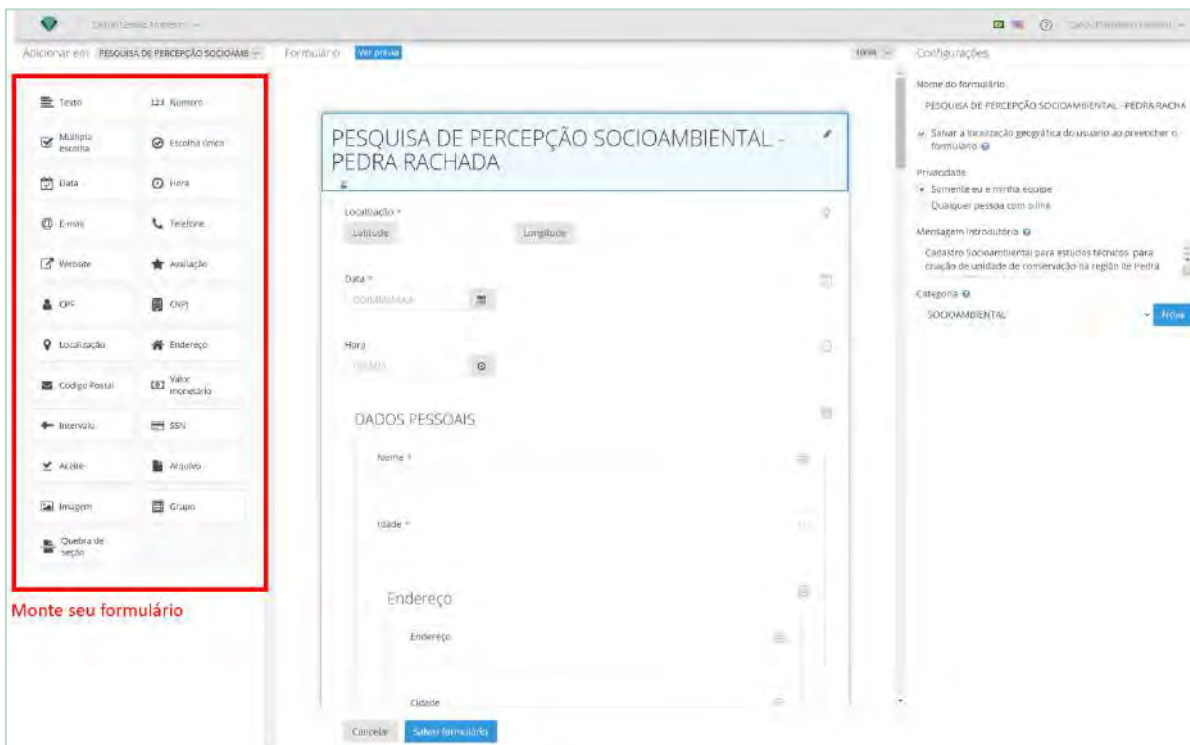 Adicionar em PESQUISA DE PERCEPÇÃO SOCIOAMB
Formulário Ver prévia 100%
Configurações
Texto 123 Número
Múltipla escolha
Escolha única
Data Hora
E-mail Telefone
Website Avaliação
CPF CNPJ
Localização Endereço
Código Postal
Valor monetário
Intervalo SSN
Aceite Arquivo
Imagem Grupo
Quebra de seção
Monte seu formulário
PESQUISA DE PERCEPÇÃO SOCIOAMBIENTAL -
PEDRA RACHADA
Localização *
Latitude Longitude
Data *
Hora
DADOS PESSOAIS
Nome *
Idade *
Endereço
Endereço
Cidade
Cancelar Salvar formulário
Nome do formulário
PESQUISA DE PERCEPÇÃO SOCIOAMBIENTAL - PEDRA RACHA
Salvar a localização geográfica do usuário ao preencher o
formulário
Privacidade
Somente eu e minha equipe
Qualquer pessoa com o link
Mensagem introdutória
Cadastro Socioambiental para estudos técnicos para
criação de unidade de conservação na região de Pedra
Categoria
SOCIOAMBIENTAL Nova